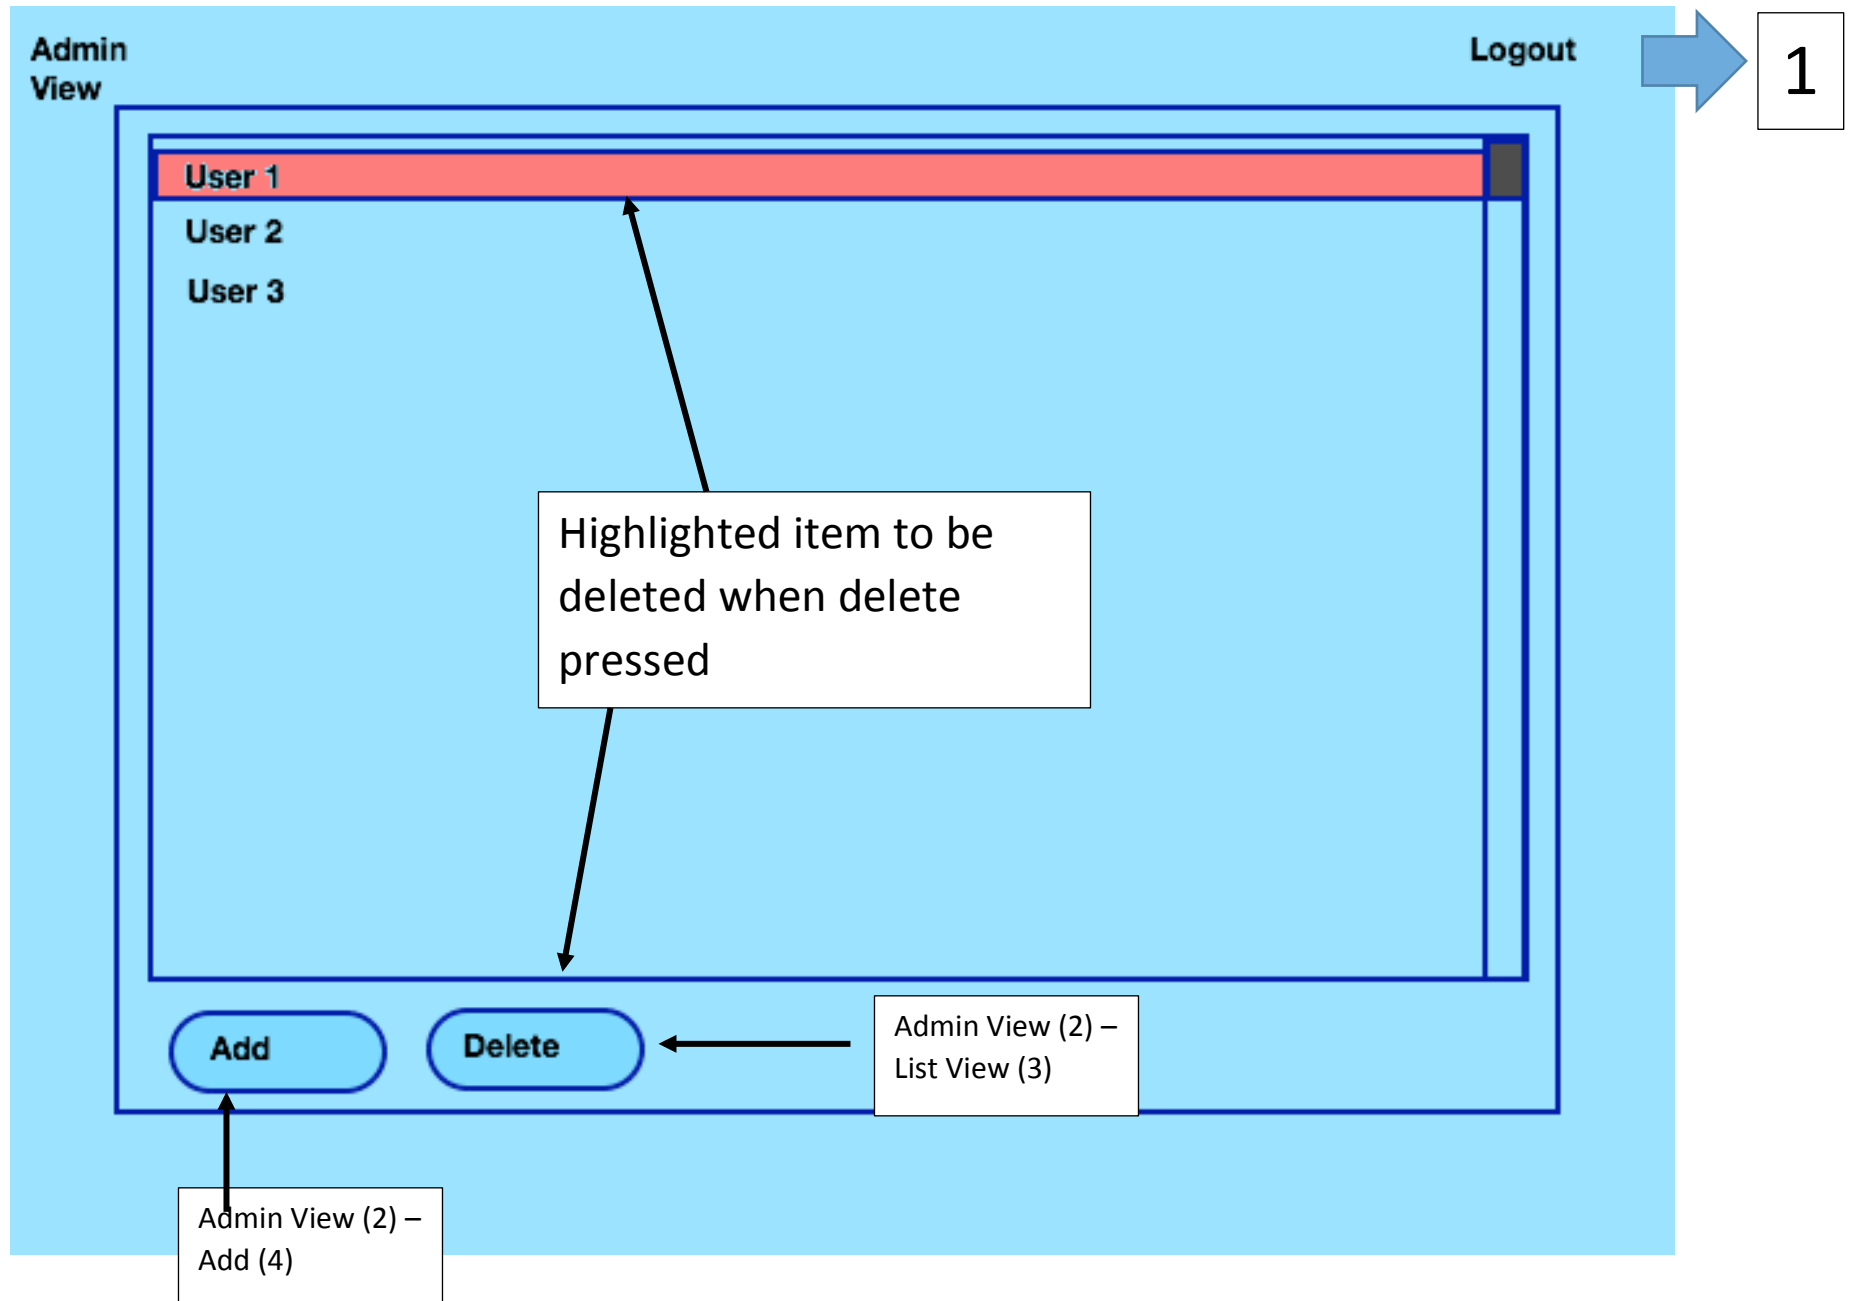 Admin
View
Logout
1
User 1
User 2
User 3
Highlighted item to be
deleted when delete
pressed
Add
Delete
Admin View (2) –
List View (3)
Admin View (2) –
Add (4)